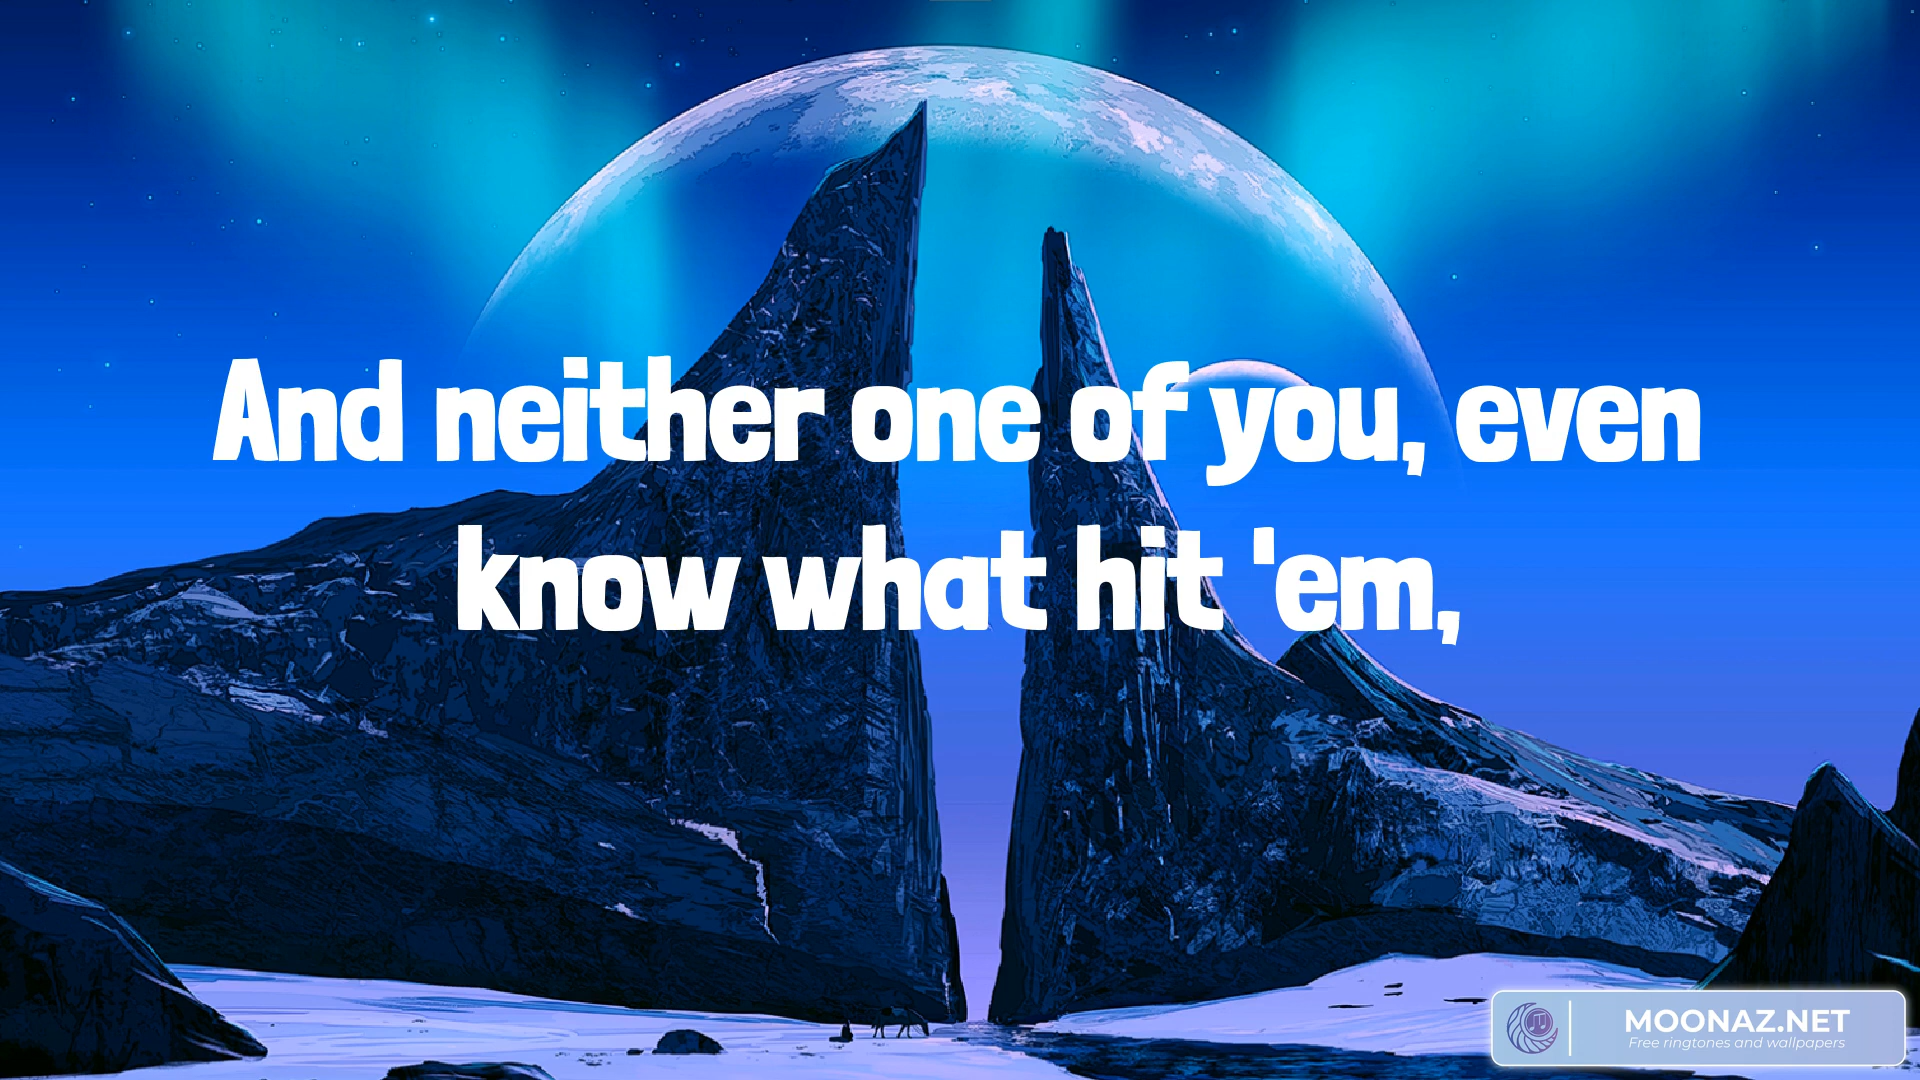 And neither one of you, even
know what hit 'em,
MOONAZ.NET
Free ringtones and wallpapers